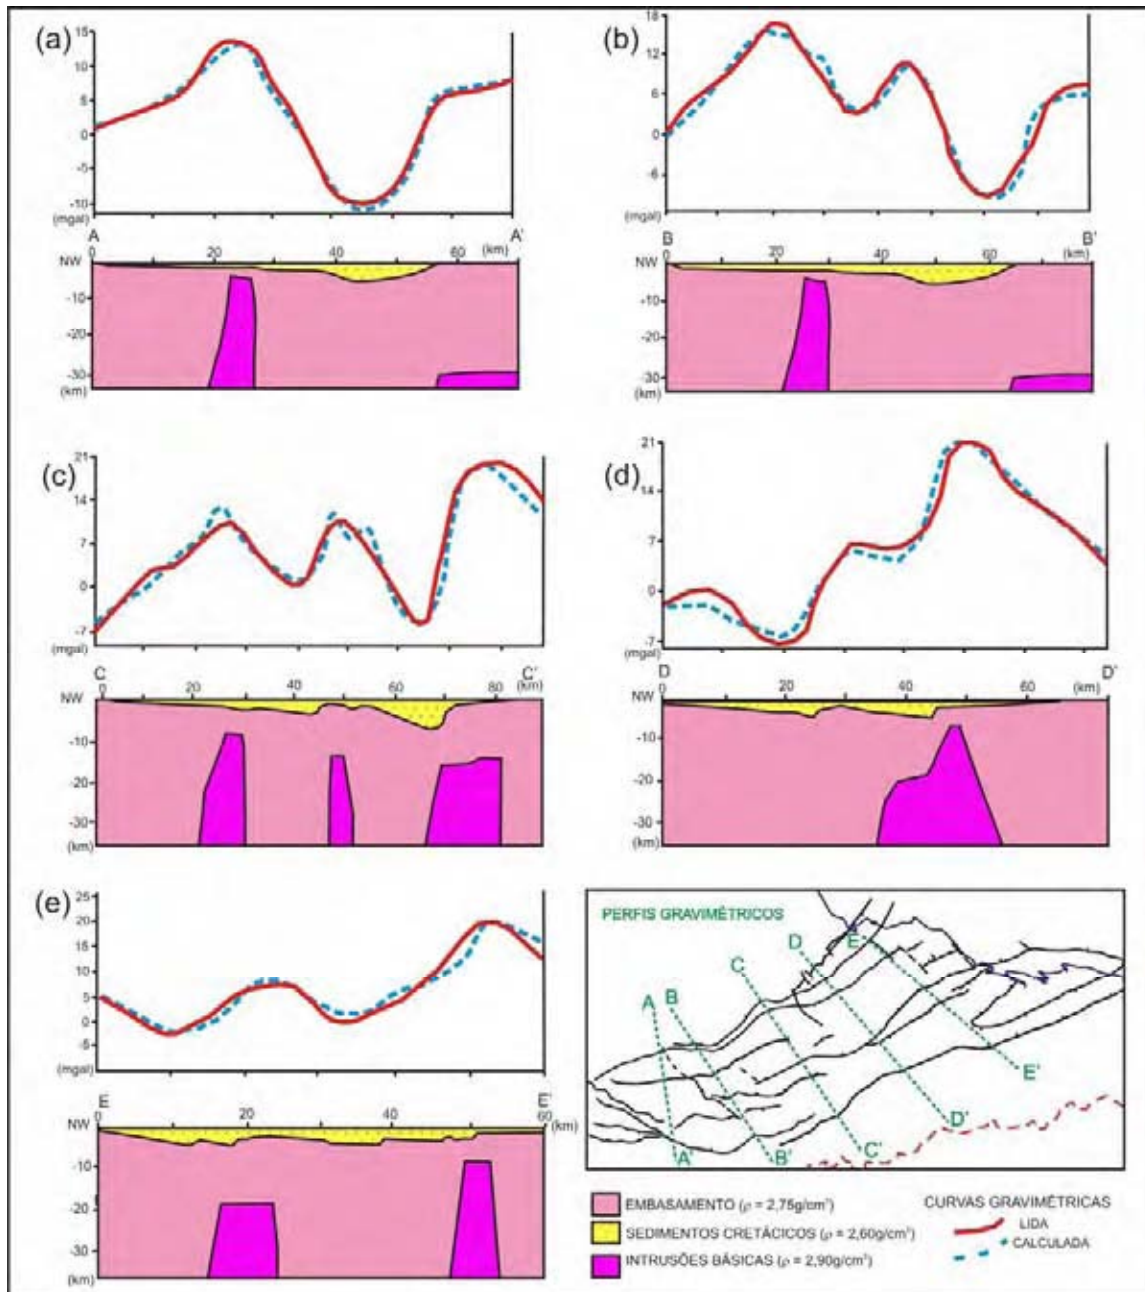 (a)
15
5
0
-5
-10
(mgal)
A A'
0 20 40 60 (km)
NW
-10
-20
-30
(km)
(b)
18
12
6
0
-6
(mgal)
B B'
0 20 40 60 (km)
NW
-10
-20
-30
(km)
(c)
21
14
7
0
-7
(mgal)
C C'
0 20 40 60 80 (km)
NW
-10
-20
-30
(km)
(d)
21
14
7
0
-7
(mgal)
D D'
0 20 40 60 (km)
NW
-10
-20
-30
(km)
(e)
25
20
15
10
5
0
-5
(mgal)
E E'
0 20 40 60 (km)
NW
-10
-20
-30
(km)
PERFIS GRAVIMÉTRICOS
A
B
C
D
E
A'
B'
C'
D'
E'
EMBASAMENTO (ρ = 2,75g/cm³)
SEDIMENTOS CRETÁCICOS (ρ = 2,60g/cm³)
INTRUSÕES BÁSICAS (ρ = 2,90g/cm³)
CURVAS GRAVIMÉTRICAS
LIDA
CALCULADA